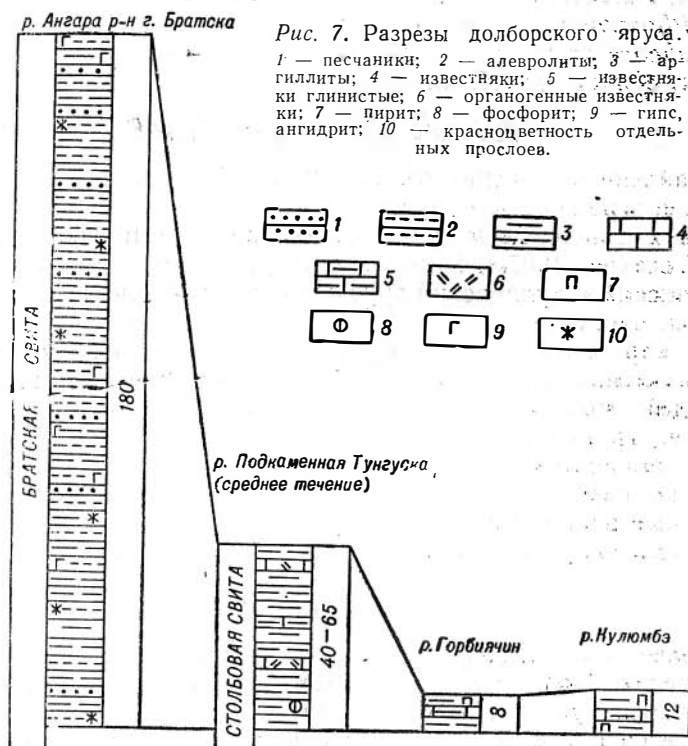 р. Ангара р-н г. Братска
Рис. 7. Разрезы долборского яруса.
1 — песчаники; 2 — алевролиты; 3 — ар-
гиллиты; 4 — известняки; 5 — известня-
ки глинистые; 6 — органогенные известня-
ки; 7 — пирит; 8 — фосфорит; 9 — гипс,
ангидрит; 10 — красноцветность отдель-
ных прослоев.
1 2 3 4
5 6 П 7
Ф 8 Г 9 10
БРАТСКАЯ СВИТА
180
р. Подкаменная Тунгуска
(среднее течение)
СТОЛБОВАЯ СВИТА
40–65
р. Горбиячин
8
р. Кулюмбэ
12